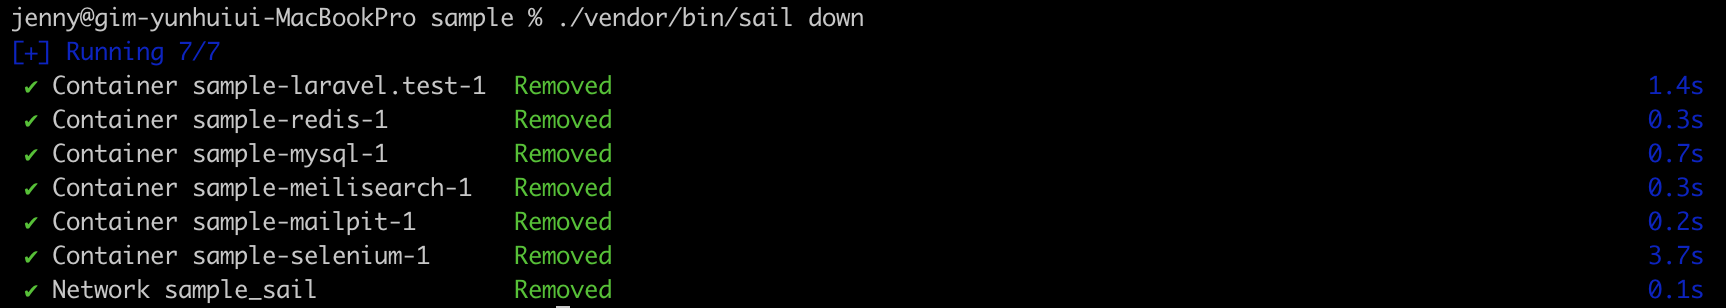 jenny@gim-yunhuiui-MacBookPro sample % ./vendor/bin/sail down
[+] Running 7/7
✔ Container sample-laravel.test-1 Removed 1.4s
✔ Container sample-redis-1 Removed 0.3s
✔ Container sample-mysql-1 Removed 0.7s
✔ Container sample-meilisearch-1 Removed 0.3s
✔ Container sample-mailpit-1 Removed 0.2s
✔ Container sample-selenium-1 Removed 3.7s
✔ Network sample_sail Removed 0.1s